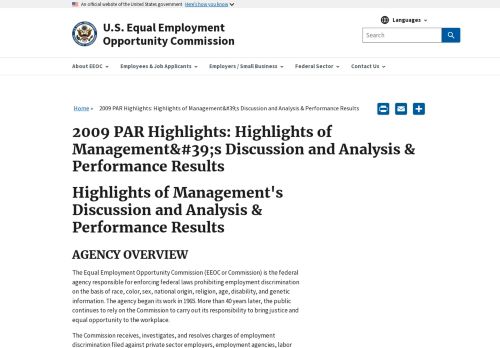 An official website of the United States government Here's how you know
U.S. Equal Employment
Opportunity Commission
Languages
Search
About EEOC
Employees & Job Applicants
Employers / Small Business
Federal Sector
Contact Us
Home » 2009 PAR Highlights: Highlights of Management&#39;s Discussion and Analysis & Performance Results
2009 PAR Highlights: Highlights of
Management&#39;s Discussion and Analysis &
Performance Results
Highlights of Management's
Discussion and Analysis &
Performance Results
AGENCY OVERVIEW
The Equal Employment Opportunity Commission (EEOC or Commission) is the federal
agency responsible for enforcing federal laws prohibiting employment discrimination
on the basis of race, color, sex, national origin, religion, age, disability, and genetic
information. The agency began its work in 1965. More than 40 years later, the public
continues to rely on the Commission to carry out its responsibility to bring justice and
equal opportunity to the workplace.
The Commission receives, investigates, and resolves charges of employment
discrimination filed against private sector employers, employment agencies, labor